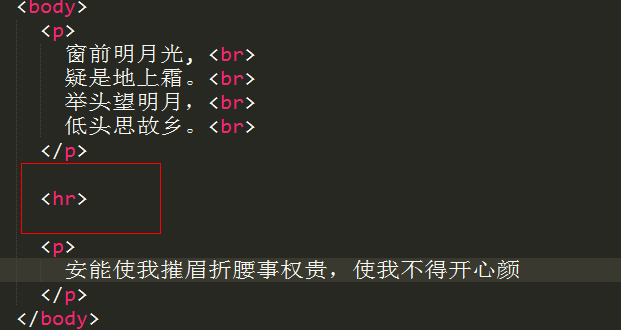 <body>
<p>
窗前明月光, <br>
疑是地上霜。<br>
举头望明月, <br>
低头思故乡。<br>
</p>
<hr>
<p>
安能使我摧眉折腰事权贵，使我不得开心颜
</p>
</body>